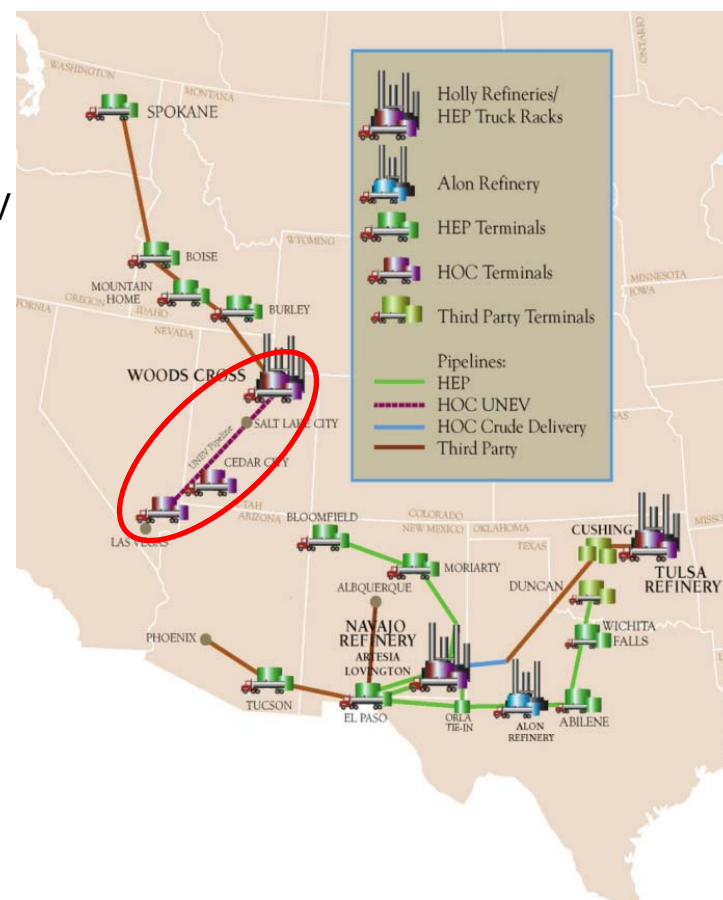 WASHINGTON
MONTANA
ONTARIO
SPOKANE
V
Holly Refineries/
HEP Truck Racks
Alon Refinery
HEP Terminals
HOC Terminals
Third Party Terminals
Pipelines:
HEP
HOC UNEV
HOC Crude Delivery
Third Party
WYOMING
MINNESOTA
IOWA
BOISE
MOUNTAIN
HOME
BURLEY
OREGON
IDAHO
NEVADA
WOODS CROSS
SALT LAKE CITY
UNEV Pipeline
CEDAR CITY
UTAH
ARIZONA
LAS VEGAS
COLORADO
NEW MEXICO
OKLAHOMA
TEXAS
BLOOMFIELD
MORIARTY
ALBQUERQUE
CUSHING
TULSA
REFINERY
DUNCAN
WICHITA
FALLS
NAVAJO
REFINERY
ARTESIA
LOVINGTON
PHOENIX
TUCSON
EL PASO
ORLA
TIE-IN
ALON
REFINERY
ABILENE